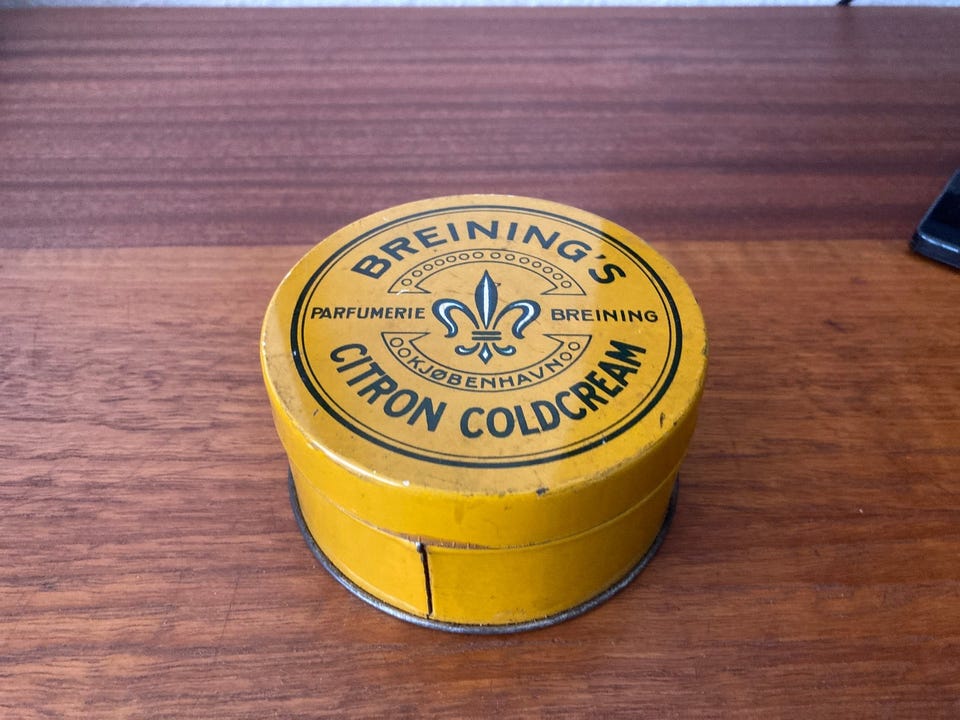 BREINING'S
PARFUMERIE BREINING
KJØBENHAVN
CITRON COLDCREAM